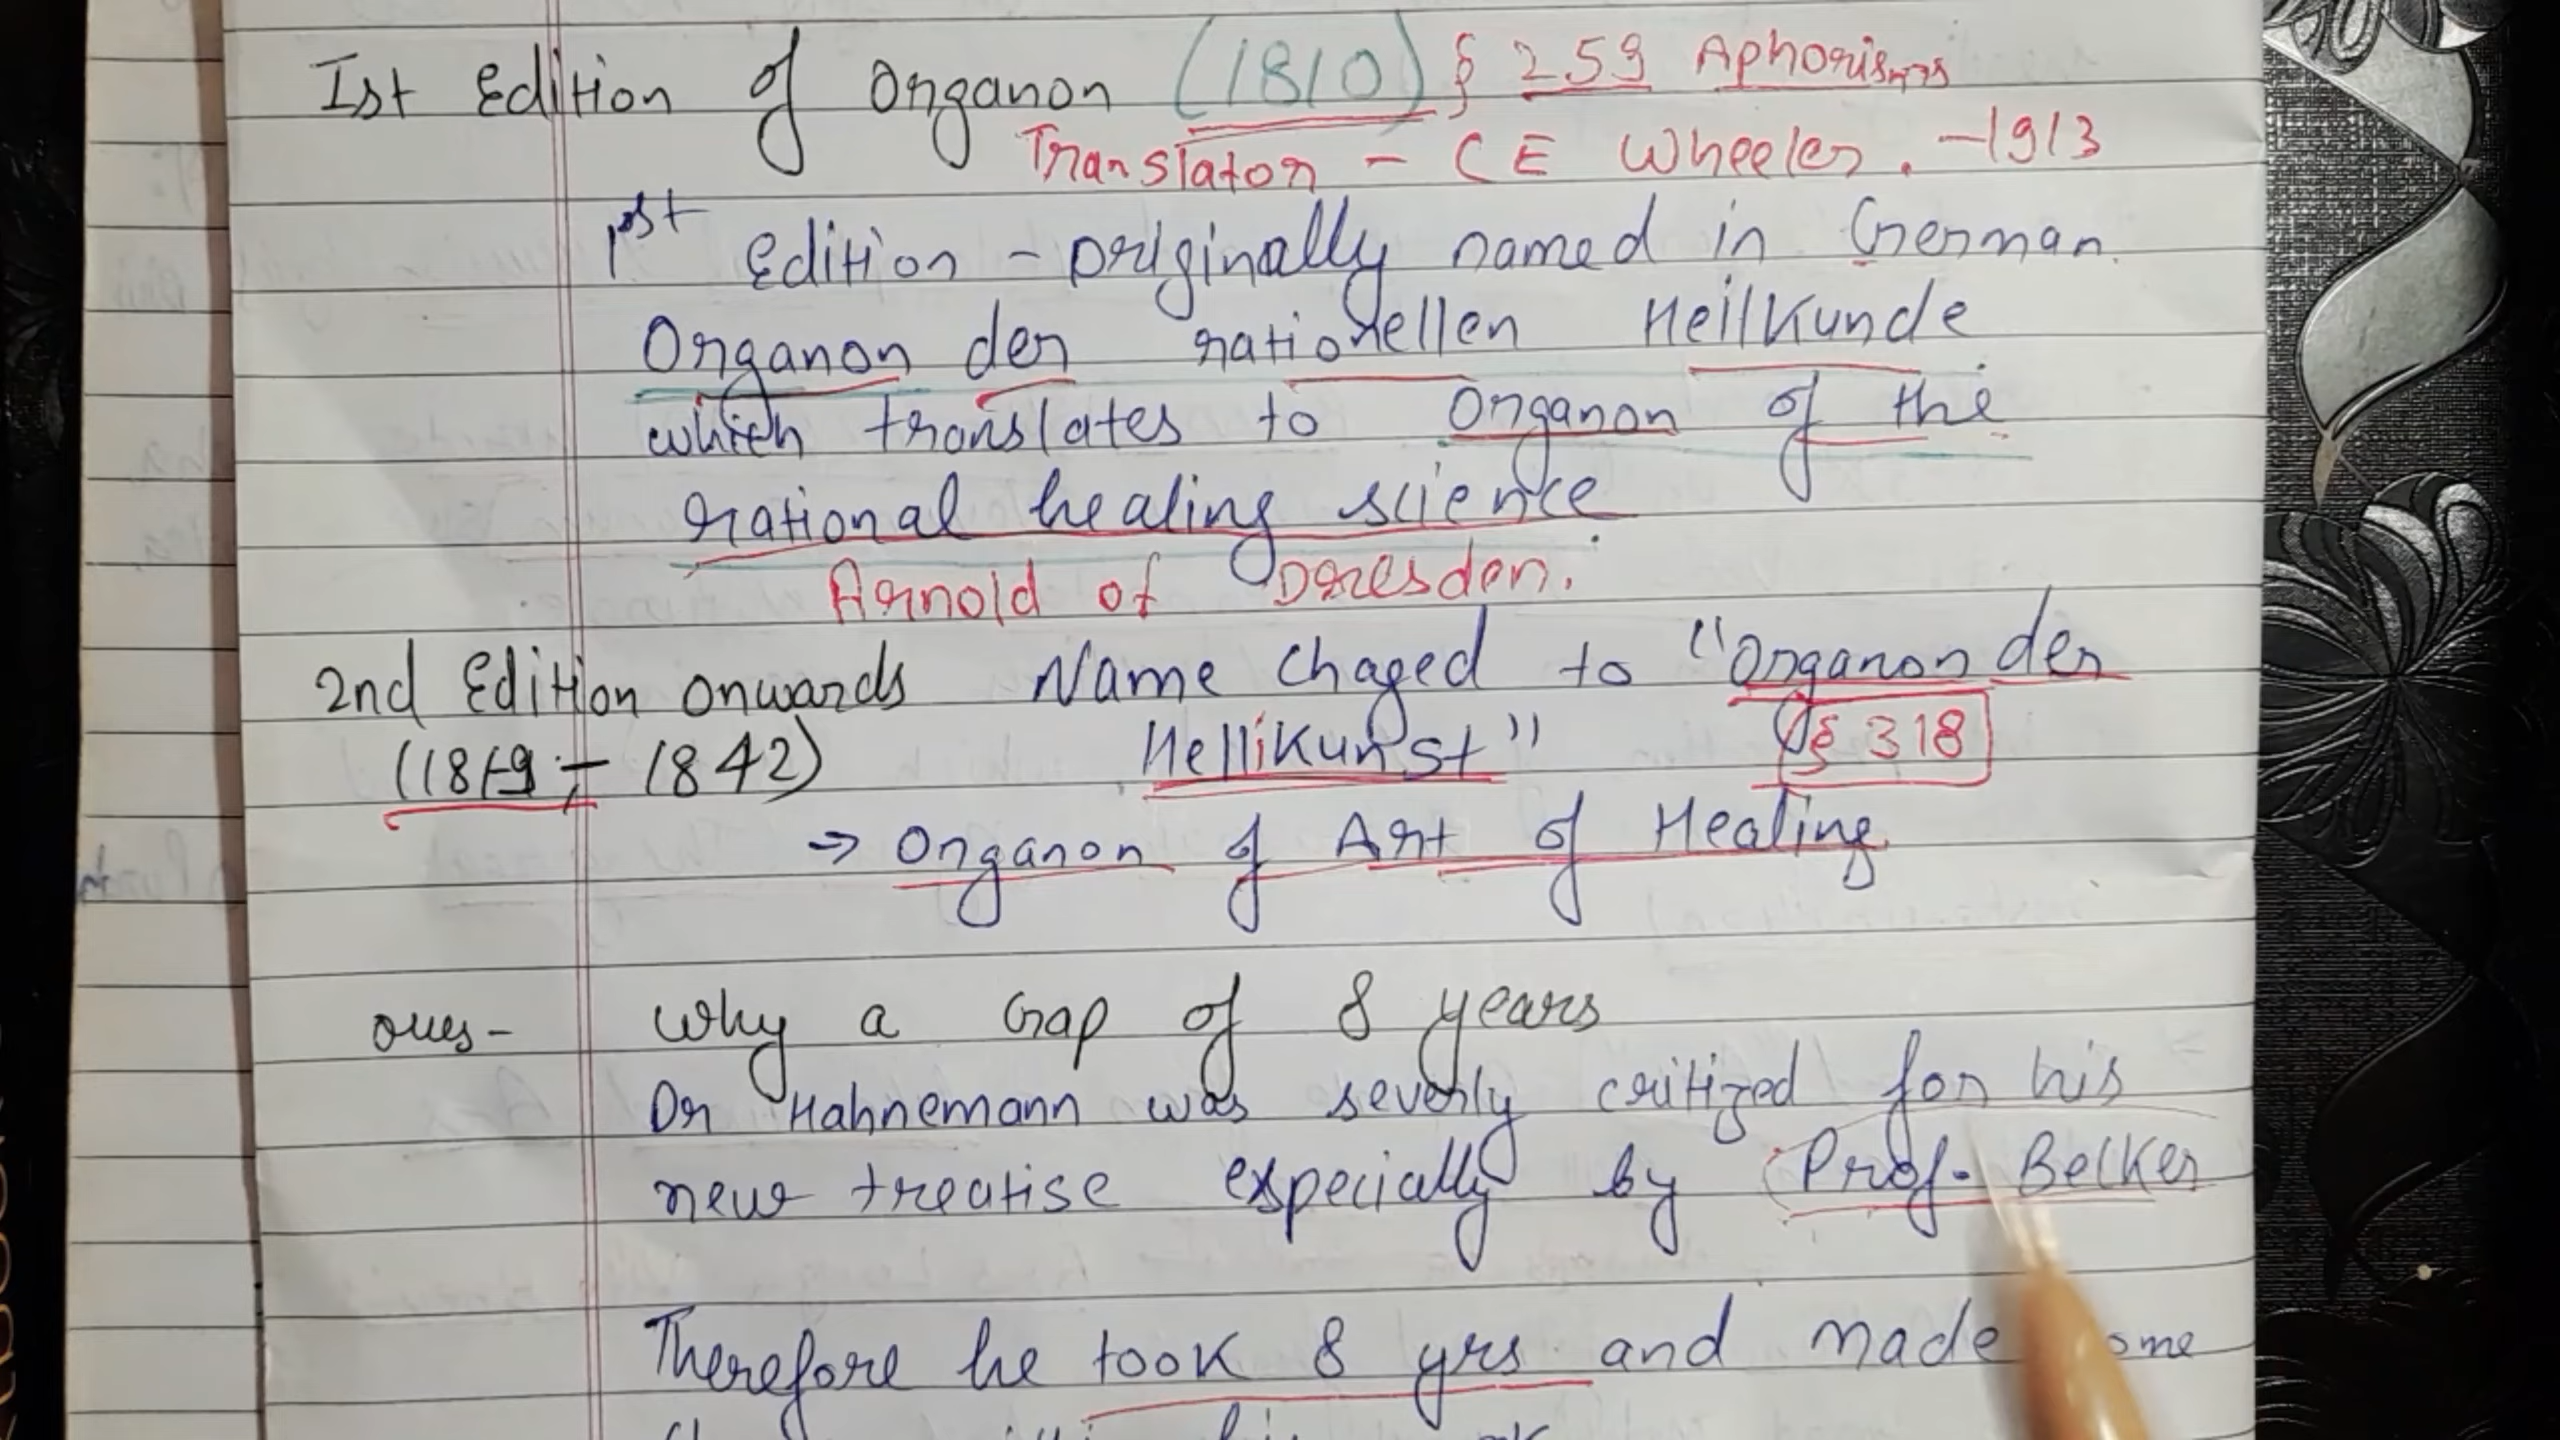 Ist Edition of Organon (1810) § 259 Aphorisms
Translator - CE Wheeler. -1913
1st Edition - originally named in German.
Organon der rationellen Heilkunde
which translates to Organon of the
rational healing science
Arnold of Dresden.
2nd Edition onwards Name Chaged to "Organon der
(1819 - 1842) Hellikunst" § 318
⇒ Organon of Art of Healing
Ques- Why a Gap of 8 years
Dr Hahnemann was severly critized for his
new treatise especially by Prof. Belker
Therefore he took 8 yrs and made